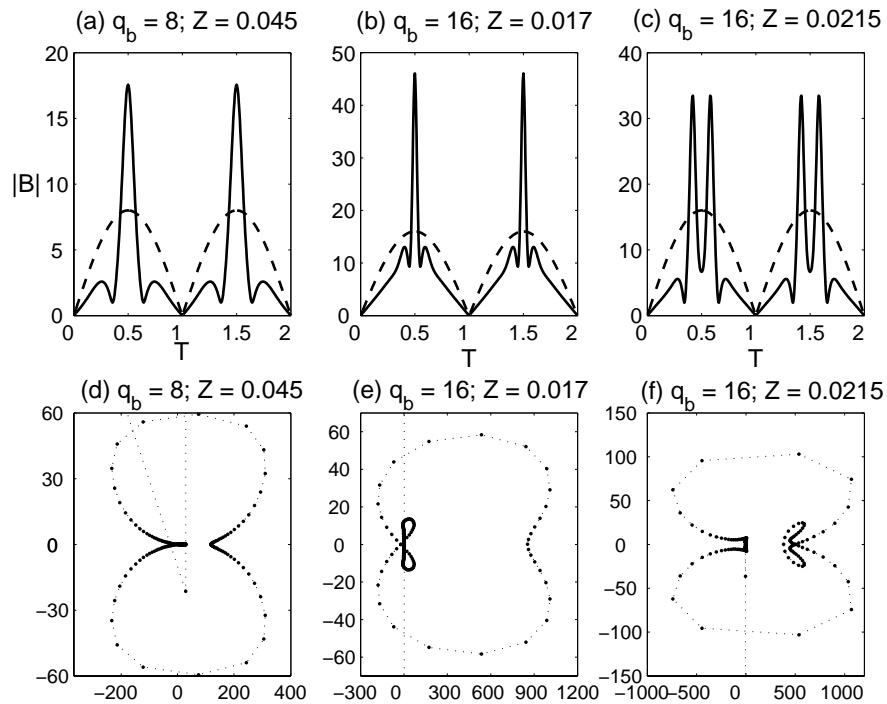 (a) q_b = 8; Z = 0.045
(b) q_b = 16; Z = 0.017
(c) q_b = 16; Z = 0.0215
20
15
10
5
0
|B|
0 0.5 1 1.5 2
T
50
40
30
20
10
0
0 0.5 1 1.5 2
T
40
30
20
10
0
0 0.5 1 1.5 2
T
(d) q_b = 8; Z = 0.045
(e) q_b = 16; Z = 0.017
(f) q_b = 16; Z = 0.0215
60
30
0
−30
−60
−200 0 200 400
60
40
20
0
−20
−40
−60
−70
−300 0 300 600 900 1200
150
100
50
0
−50
−100
−150
−1000 −500 0 500 1000